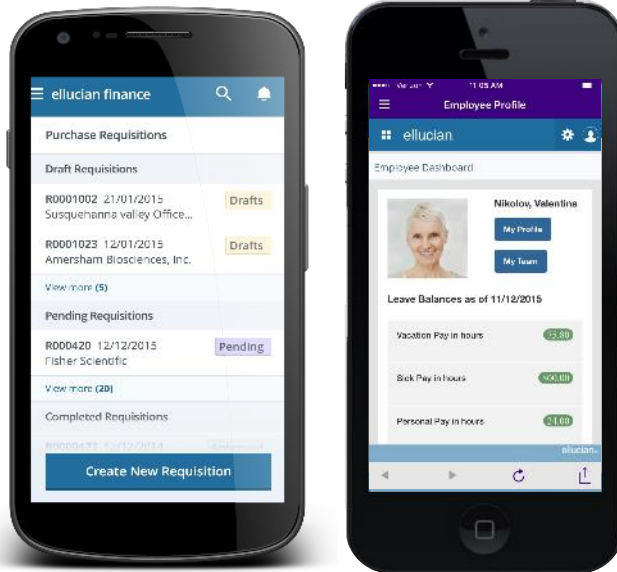 ellucian finance
Purchase Requisitions
Draft Requisitions
R0001002 21/01/2015
Drafts
Susquehanna valley Office...
R0001023 12/01/2015
Drafts
Amersham Biosciences, Inc.
View more (5)
Pending Requisitions
R000420 12/12/2015
Pending
Fisher Scientific
View more (20)
Completed Requisitions
Create New Requisition
11:05 AM
Employee Profile
ellucian
Employee Dashboard
Nikolov, Valentina
My Profile
My Team
Leave Balances as of 11/12/2015
Vacation Pay in hours
Sick Pay in hours
Personal Pay in hours
24.00
ellucian